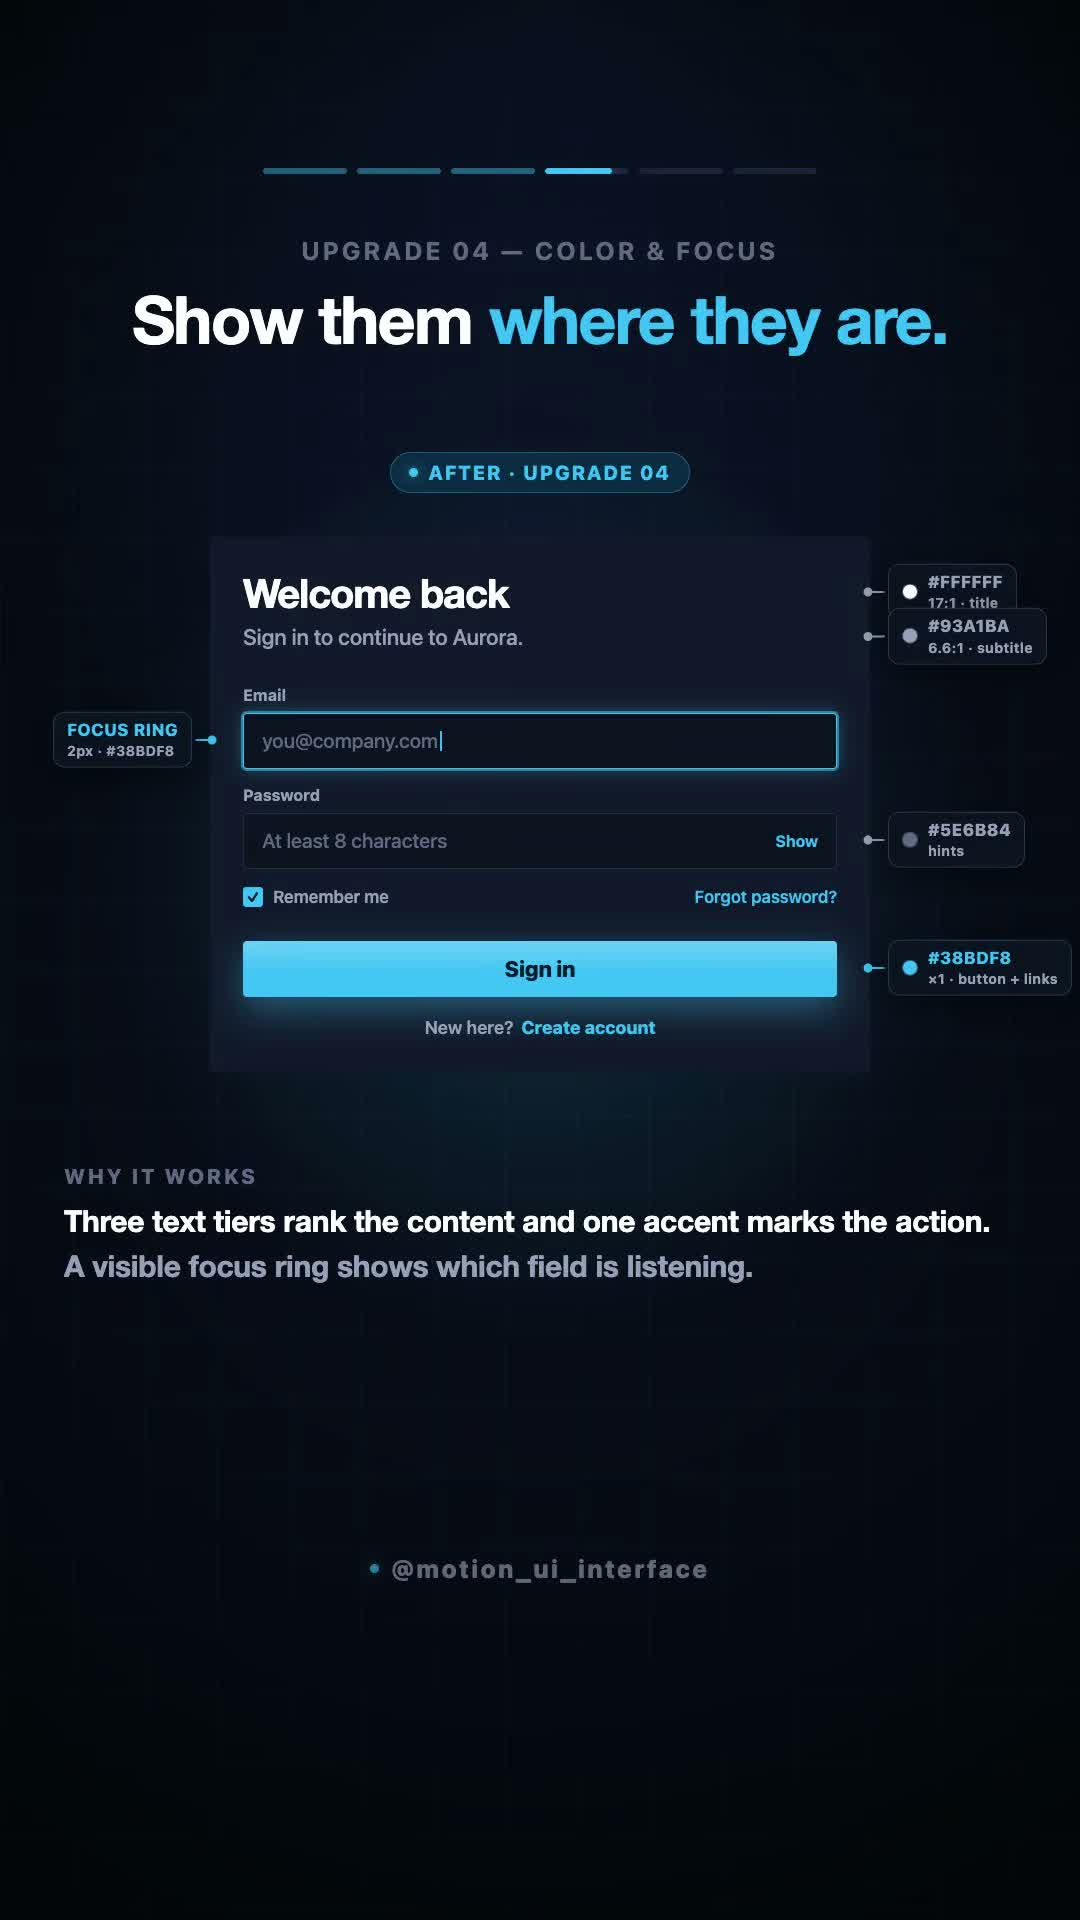 UPGRADE 04 — COLOR & FOCUS
Show them where they are.
AFTER · UPGRADE 04
Welcome back
Sign in to continue to Aurora.
#FFFFFF
17:1 · title
#93A1BA
6.6:1 · subtitle
Email
FOCUS RING
2px · #38BDF8
you@company.com
Password
At least 8 characters
Show
#5E6B84
hints
Remember me
Forgot password?
Sign in
#38BDF8
×1 · button + links
New here? Create account
WHY IT WORKS
Three text tiers rank the content and one accent marks the action.
A visible focus ring shows which field is listening.
@motion_ui_interface